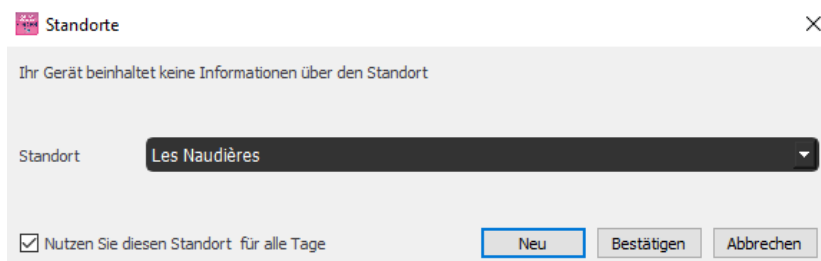 Standorte
Ihr Gerät beinhaltet keine Informationen über den Standort
Standort Les Naudières
Nutzen Sie diesen Standort für alle Tage Neu Bestätigen Abbrechen